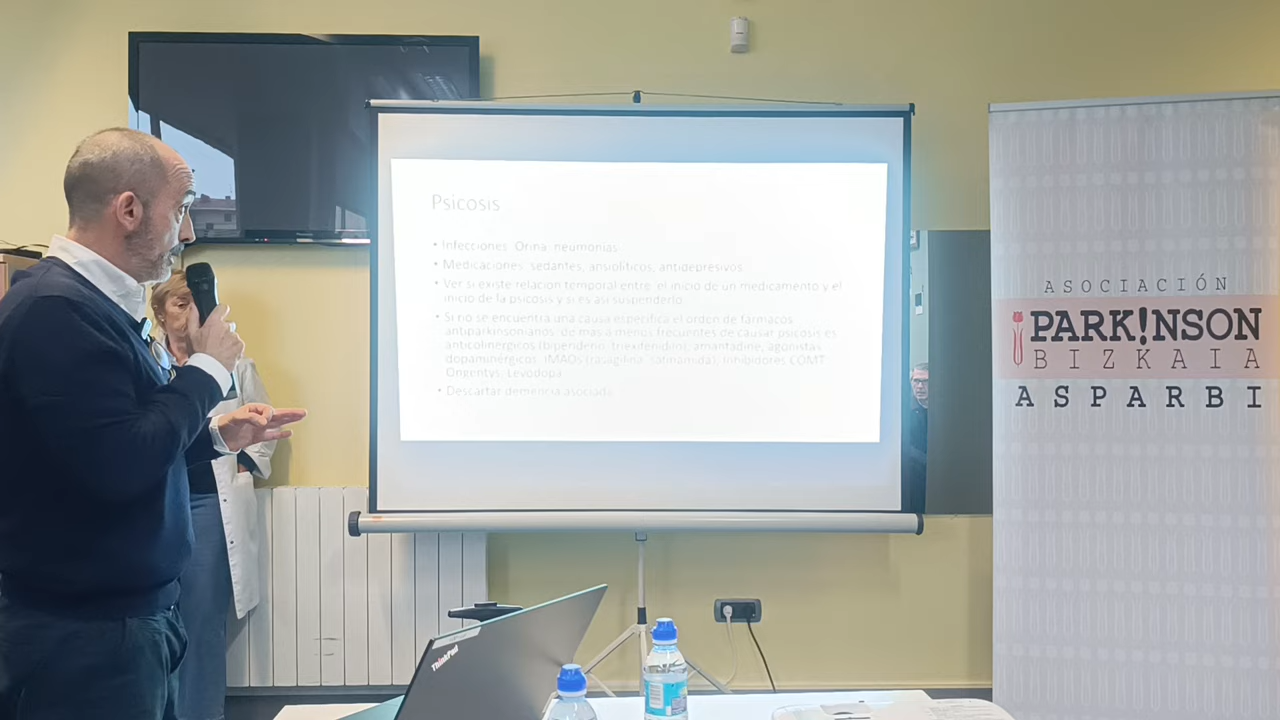 Psicosis
• Infecciones. Orina, neumonías
• Medicaciones: sedantes, ansiolíticos, antidepresivos
• Ver si existe relación temporal entre el inicio de un medicamento y el
inicio de la psicosis y si es así suspenderlo
• Si no se encuentra una causa especifica el orden de fármacos
antiparkinsonianos de más a menos frecuentes de causar psicosis es
anticolinérgicos (biperideno, triexifenidilo), amantadine, agonistas
dopaminérgicos, IMAOs (rasagilina, safinamida), Inhibidores COMT
Ongentys, Levodopa
• Descartar demencia asociada
ASOCIACIÓN
PARK!NSON
BIZKAIA
ASPARBI
ThinkPad